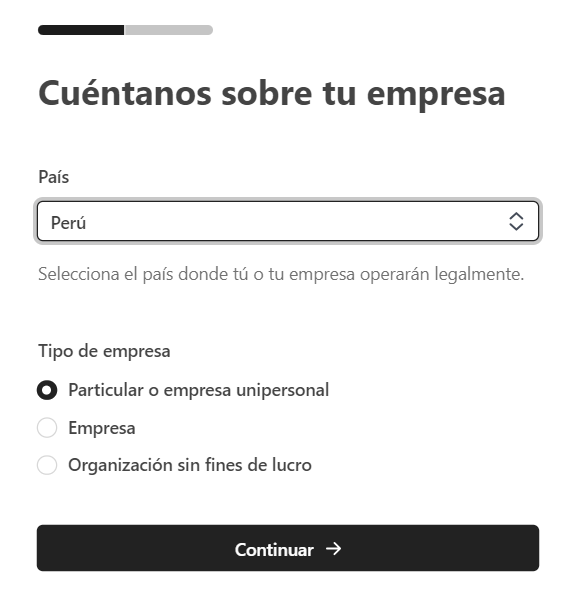 Cuéntanos sobre tu empresa
País
Perú
Selecciona el país donde tú o tu empresa operarán legalmente.
Tipo de empresa
Particular o empresa unipersonal
Empresa
Organización sin fines de lucro
Continuar →